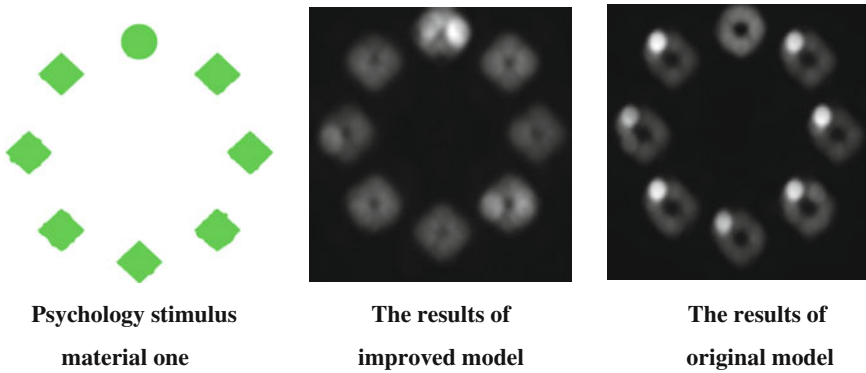 Psychology stimulus
material one
The results of
improved model
The results of
original model